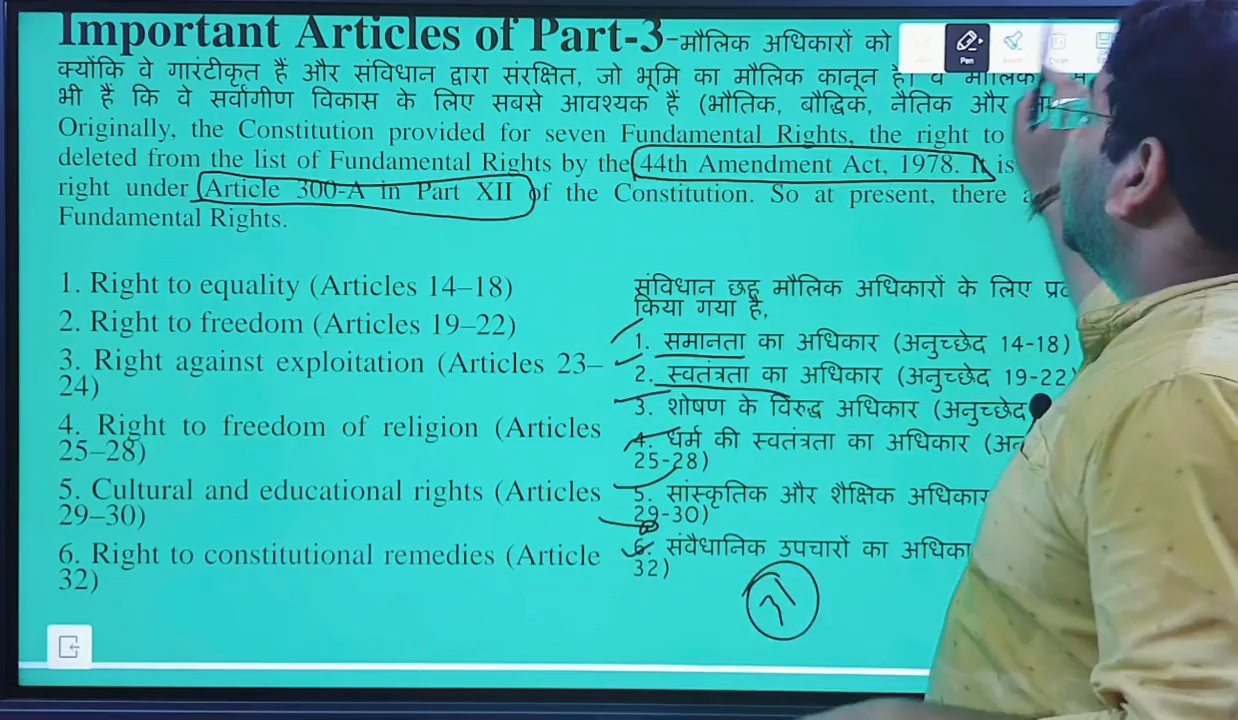 Important Articles of Part-3-मौलिक अधिकारों को
क्योंकि वे गारंटीकृत हैं और संविधान द्वारा संरक्षित, जो भूमि का मौलिक कानून है। वे मौलिक
भी हैं कि वे सर्वांगीण विकास के लिए सबसे आवश्यक हैं (भौतिक, बौद्धिक, नैतिक और
Originally, the Constitution provided for seven Fundamental Rights, the right to
deleted from the list of Fundamental Rights by the 44th Amendment Act, 1978. It is
right under Article 300-A in Part XII of the Constitution. So at present, there
Fundamental Rights.
1. Right to equality (Articles 14–18)
2. Right to freedom (Articles 19–22)
3. Right against exploitation (Articles 23–
24)
4. Right to freedom of religion (Articles
25–28)
5. Cultural and educational rights (Articles
29–30)
6. Right to constitutional remedies (Article
32)
संविधान छह मौलिक अधिकारों के लिए
किया गया है,
1. समानता का अधिकार (अनुच्छेद 14-18)
2. स्वतंत्रता का अधिकार (अनुच्छेद 19-22)
3. शोषण के विरुद्ध अधिकार (अनुच्छेद
4. धर्म की स्वतंत्रता का अधिकार
25-28)
5. सांस्कृतिक और शैक्षिक अधिकार
29-30)
6. संवैधानिक उपचारों का
32)
Pen